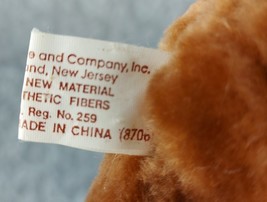 e and Company, Inc.
and, New Jersey
NEW MATERIAL
THETIC FIBERS
. Reg. No. 259
ADE IN CHINA (870